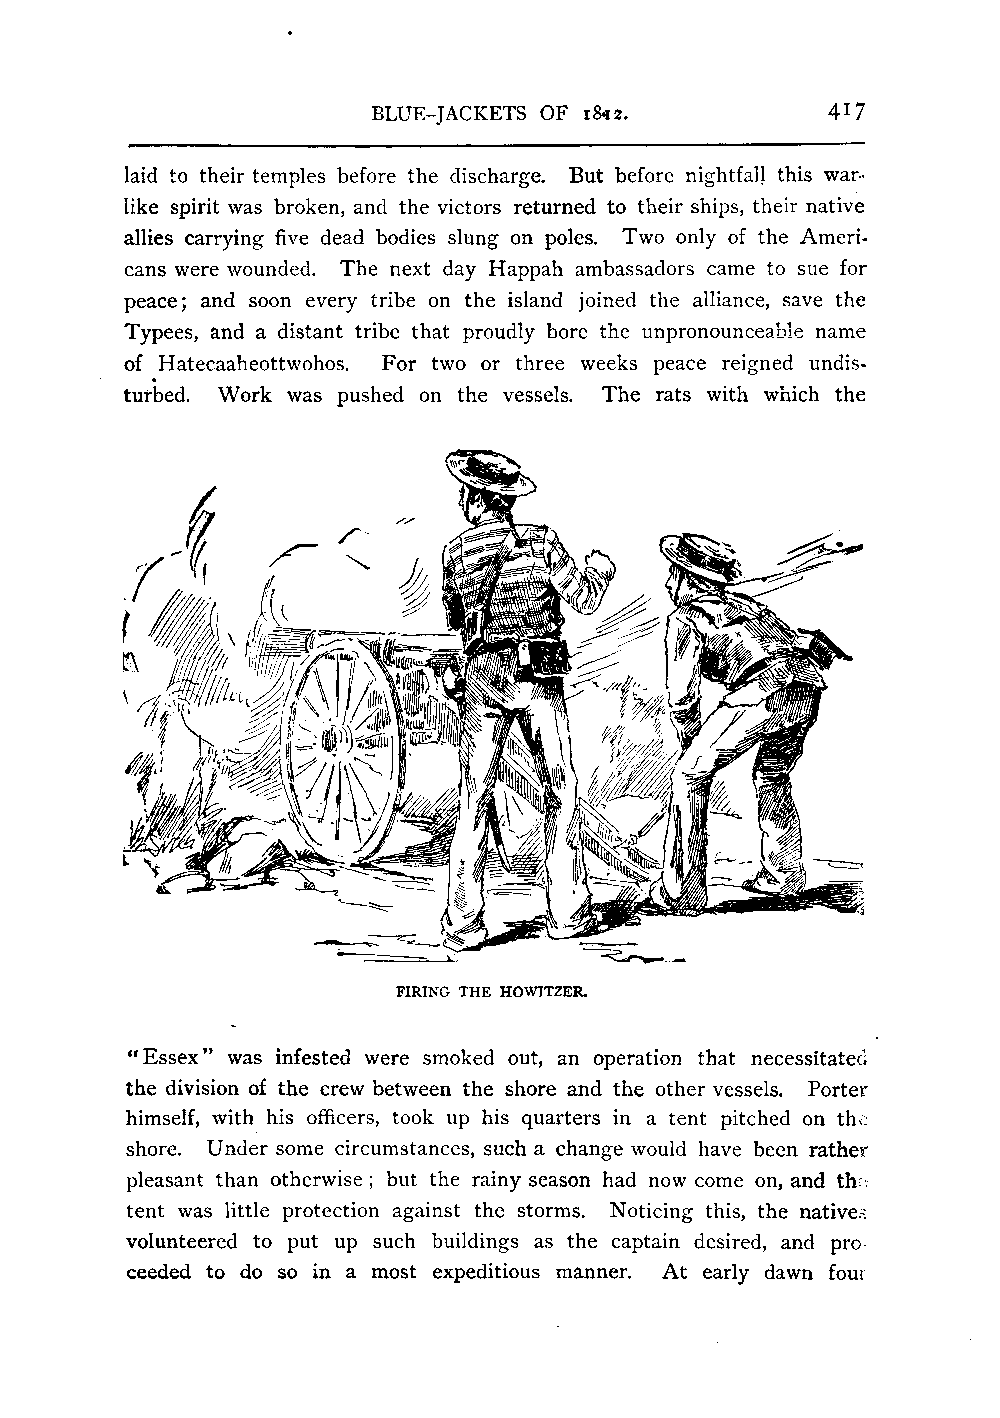 BLUE-JACKETS OF 1812. 417
laid to their temples before the discharge. But before nightfall this war-
like spirit was broken, and the victors returned to their ships, their native
allies carrying five dead bodies slung on poles. Two only of the Ameri-
cans were wounded. The next day Happah ambassadors came to sue for
peace; and soon every tribe on the island joined the alliance, save the
Typees, and a distant tribe that proudly bore the unpronounceable name
of Hatecaaheottwohos. For two or three weeks peace reigned undis-
turbed. Work was pushed on the vessels. The rats with which the
FIRING THE HOWITZER.
"Essex" was infested were smoked out, an operation that necessitated
the division of the crew between the shore and the other vessels. Porter
himself, with his officers, took up his quarters in a tent pitched on the
shore. Under some circumstances, such a change would have been rather
pleasant than otherwise; but the rainy season had now come on, and the
tent was little protection against the storms. Noticing this, the natives
volunteered to put up such buildings as the captain desired, and pro-
ceeded to do so in a most expeditious manner. At early dawn four